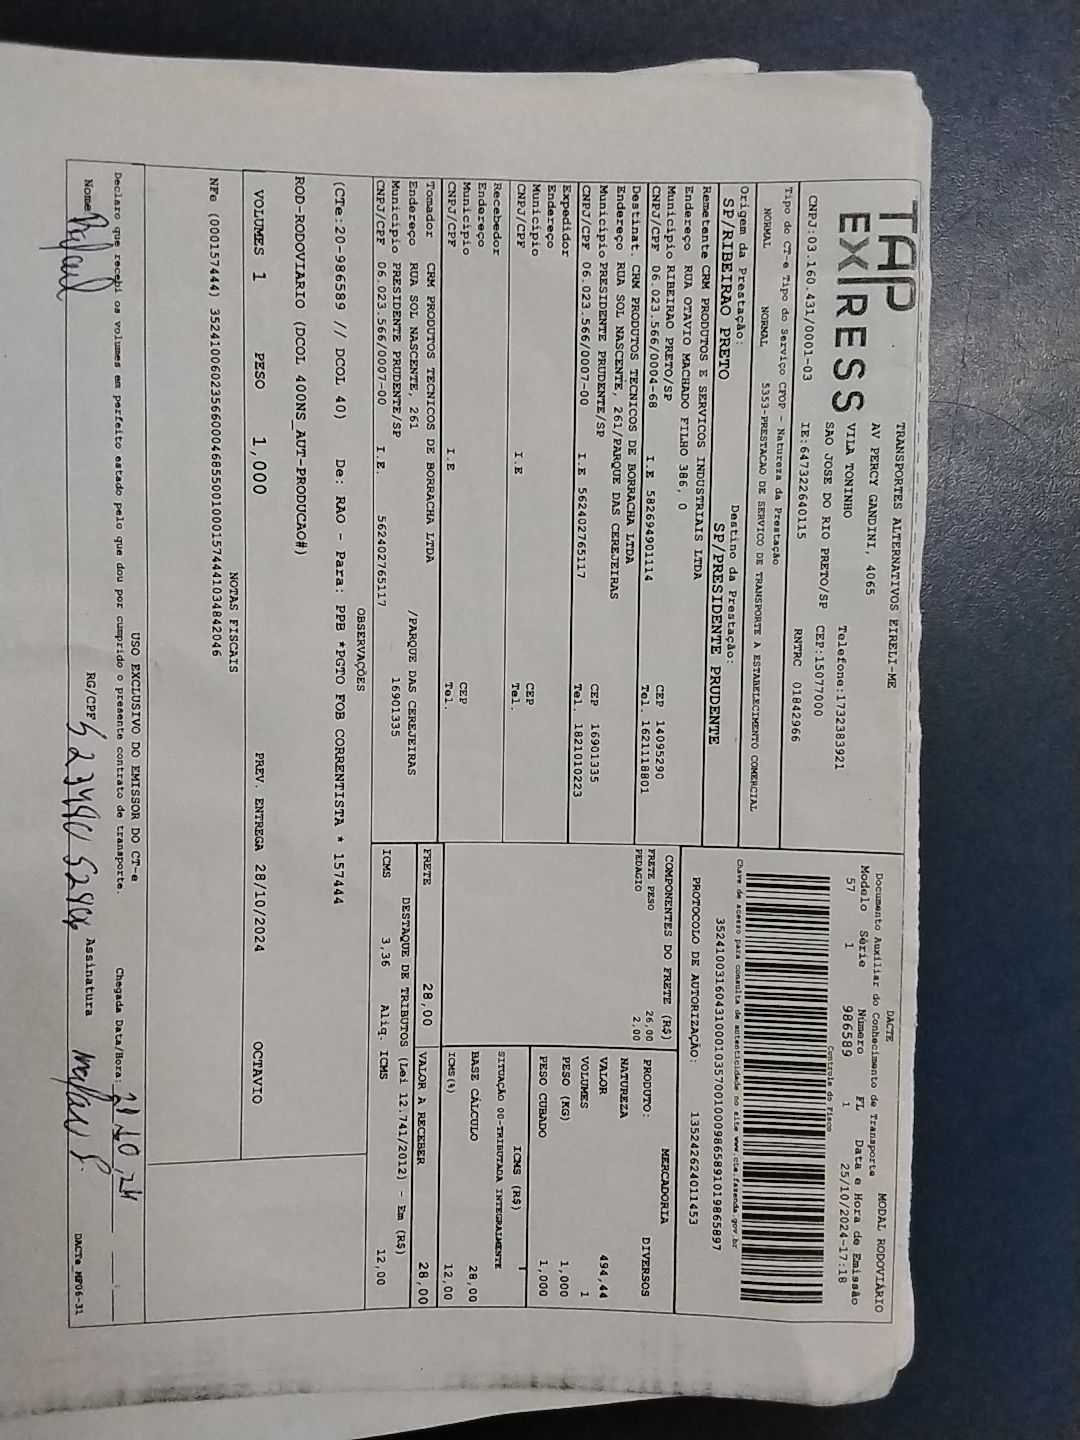 TAP EXPRESS
TRANSPORTES ALTERNATIVOS EIRELI-ME
AV PERCY GANDINI, 4065
VILA TONINHO Telefone:1732383921
SAO JOSE DO RIO PRETO/SP CEP:15077000
CNPJ:03.160.431/0001-03 IE:647322640115 RNTRC 01842966
DACTE MODAL RODOVIÁRIO
Documento Auxiliar do Conhecimento de Transporte
Modelo Série Número FL Data e Hora de Emissão
57 1 986589 1 25/10/2024-17:18
Controle do Fisco
Chave de acesso para consulta de autenticidade no site www.cte.fazenda.gov.br
35241003160431000103570010009865891019865897
PROTOCOLO DE AUTORIZAÇÃO: 135242624011453
Tipo do CT-e Tipo do Serviço CFOP - Natureza da Prestação
NORMAL NORMAL 5353-PRESTACAO DE SERVICO DE TRANSPORTE A ESTABELECIMENTO COMERCIAL
Origem da Prestação: Destino da Prestação:
SP/RIBEIRAO PRETO SP/PRESIDENTE PRUDENTE
Remetente CRM PRODUTOS E SERVICOS INDUSTRIAIS LTDA
Endereço RUA OTAVIO MACHADO FILHO 386, 0
Município RIBEIRAO PRETO/SP CEP 14095290
CNPJ/CPF 06.023.566/0004-68 I.E 582694901114 Tel. 1621118801
Destinat. CRM PRODUTOS TECNICOS DE BORRACHA LTDA
Endereço RUA SOL NASCENTE, 261/PARQUE DAS CEREJEIRAS
Município PRESIDENTE PRUDENTE/SP CEP 16901335
CNPJ/CPF 06.023.566/0007-00 I.E 562402765117 Tel. 1821010223
Expedidor
Endereço
Município CEP
CNPJ/CPF I.E Tel.
Recebedor
Endereço
Município CEP
CNPJ/CPF I.E Tel.
Tomador CRM PRODUTOS TECNICOS DE BORRACHA LTDA
Endereço RUA SOL NASCENTE, 261 /PARQUE DAS CEREJEIRAS
Município PRESIDENTE PRUDENTE/SP 16901335
CNPJ/CPF 06.023.566/0007-00 I.E. 562402765117
COMPONENTES DO FRETE (R$)
FRETE PESO 26,00
PEDAGIO 2,00
MERCADORIA
PRODUTO: DIVERSOS
NATUREZA
VALOR 494,44
VOLUMES 1
PESO (KG) 1,000
PESO CUBADO 1,000
ICMS (R$)
SITUAÇÃO 00-TRIBUTADA INTEGRALMENTE
BASE CÁLCULO 28,00
ICMS(%) 12,00
FRETE 28,00 VALOR A RECEBER 28,00
DESTAQUE DE TRIBUTOS (Lei 12.741/2012) - Em (R$)
ICMS 3,36 Aliq. ICMS 12,00
OBSERVAÇÕES
(CTe:20-986589 // DCOL 40) De: RAO - Para: PPB *PGTO FOB CORRENTISTA * 157444
ROD-RODOVIARIO (DCOL 400NS_AUT-PRODUCAO#)
VOLUMES 1 PESO 1,000 PREV. ENTREGA 28/10/2024 OCTAVIO
NOTAS FISCAIS
NFe (000157444) 35241006023566000468550010001574441034842046
USO EXCLUSIVO DO EMISSOR DO CT-e
Declaro que recebi os volumes em perfeito estado pelo que dou por cumprido o presente contrato de transporte. Chegada Data/Hora:
Nome RG/CPF Assinatura
DACTe_MF06-31